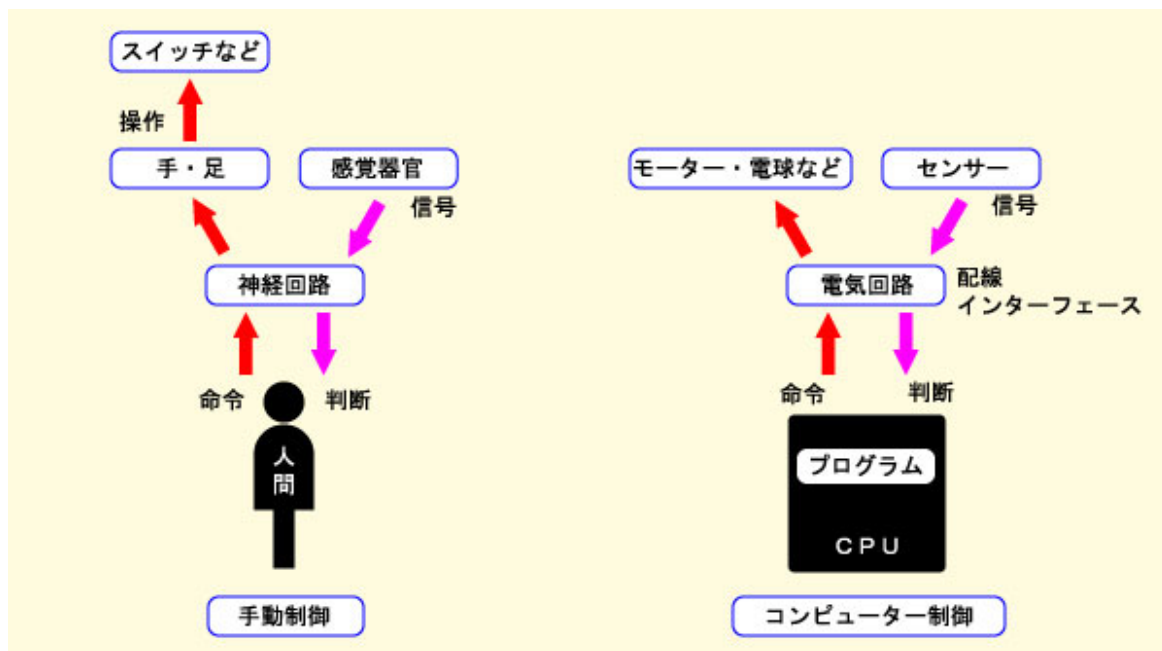 スイッチなど
操作
手・足
感覚器官
信号
神経回路
命令
判断
人間
手動制御
モーター・電球など
センサー
信号
電気回路
配線
インターフェース
命令
判断
プログラム
CPU
コンピューター制御